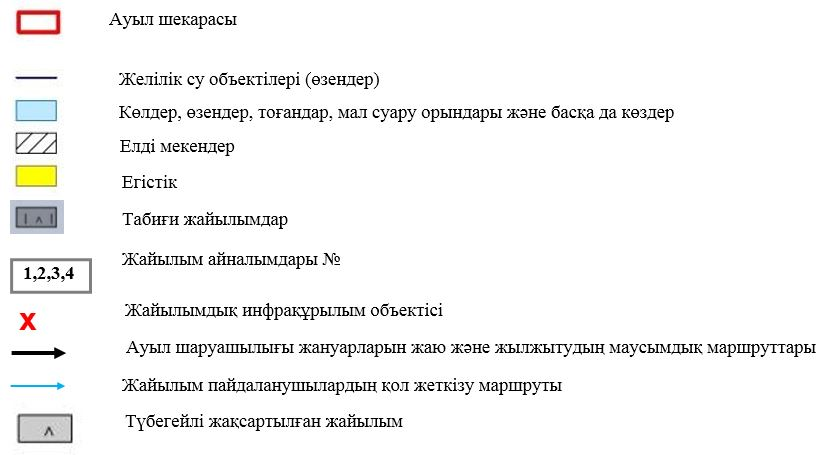 Ауыл шекарасы
Желілік су объектілері (өзендер)
Көлдер, өзендер, тоғандар, мал суару орындары және басқа да көздер
Елді мекендер
Егістік
Табиғи жайылымдар
Жайылым айналымдары №
1,2,3,4
Жайылымдық инфрақұрылым объектісі
X
Ауыл шаруашылығы жануарларын жаю және жылжытудың маусымдық маршруттары
Жайылым пайдаланушылардың қол жеткізу маршруты
Түбегейлі жақсартылған жайылым